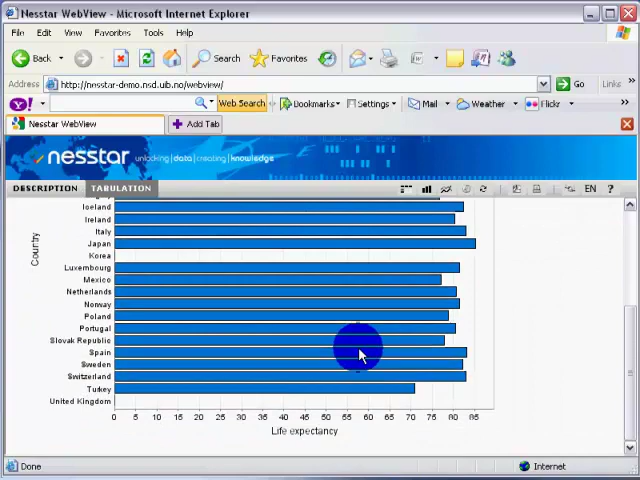 Nesstar WebView - Microsoft Internet Explorer
File Edit View Favorites Tools Help
Back Search Favorites
Address http://nesstar-demo.nsd.uib.no/webview/ Go Links »
Y! Web Search Bookmarks Settings Mail Weather Flickr »
Nesstar WebView + Add Tab
nesstar unlocking|data|creating|knowledge
DESCRIPTION TABULATION EN ?
Country
Iceland
Ireland
Italy
Japan
Korea
Luxembourg
Mexico
Netherlands
Norway
Poland
Portugal
Slovak Republic
Spain
Sweden
Switzerland
Turkey
United Kingdom
0 5 10 15 20 25 30 35 40 45 50 55 60 65 70 75 80 85
Life expectancy
Done Internet